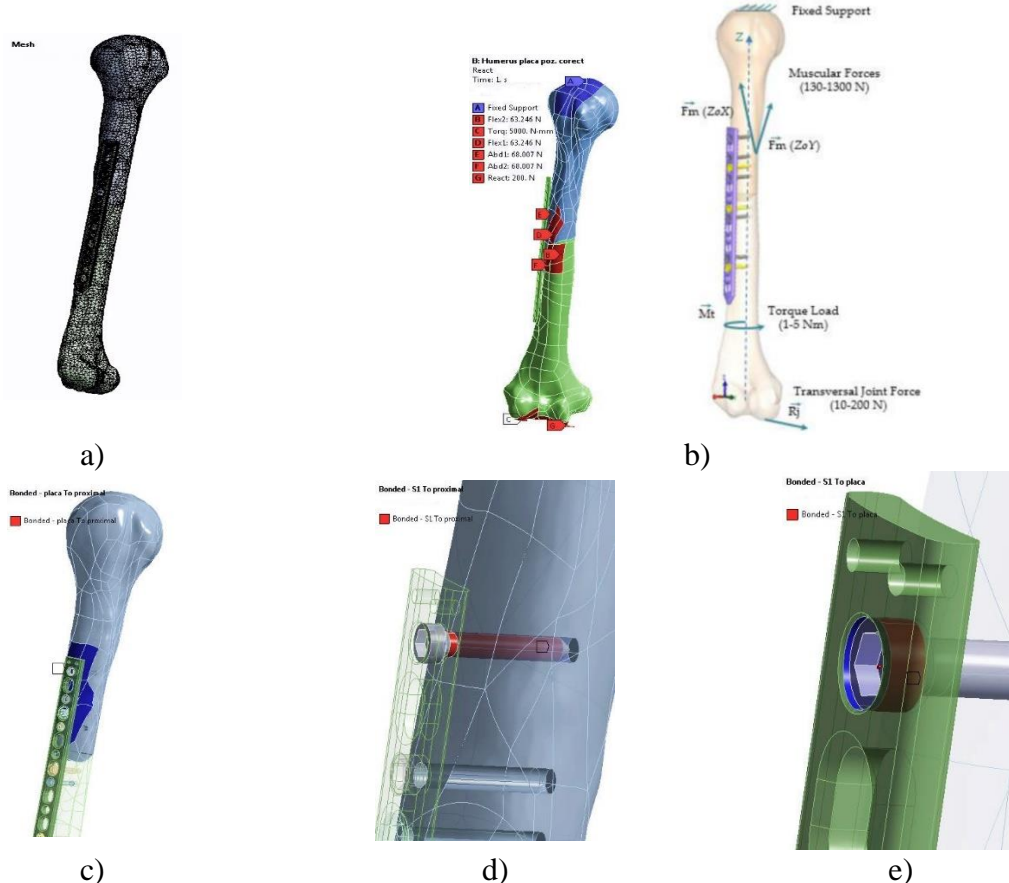 Mesh
B: Humerus placa poz. corect
React
Time: 1. s
A Fixed Support
B Flex2: 63.246 N
C Torq: 5000. N-mm
D Flex1: 63.246 N
E Abd1: 68.007 N
F Abd2: 68.007 N
G React: 200. N
A
E
D
B
F
C
G
Fixed Support
Z
Muscular Forces
(130-1300 N)
Fm (ZoX)
Fm (ZoY)
Mt
Torque Load
(1-5 Nm)
Transversal Joint Force
(10-200 N)
Rj
a)
b)
Bonded - placa To proximal
Bonded - placa To proximal
Bonded - S1 To proximal
Bonded - S1 To proximal
Bonded - S1 To placa
Bonded - S1 To placa
c)
d)
e)